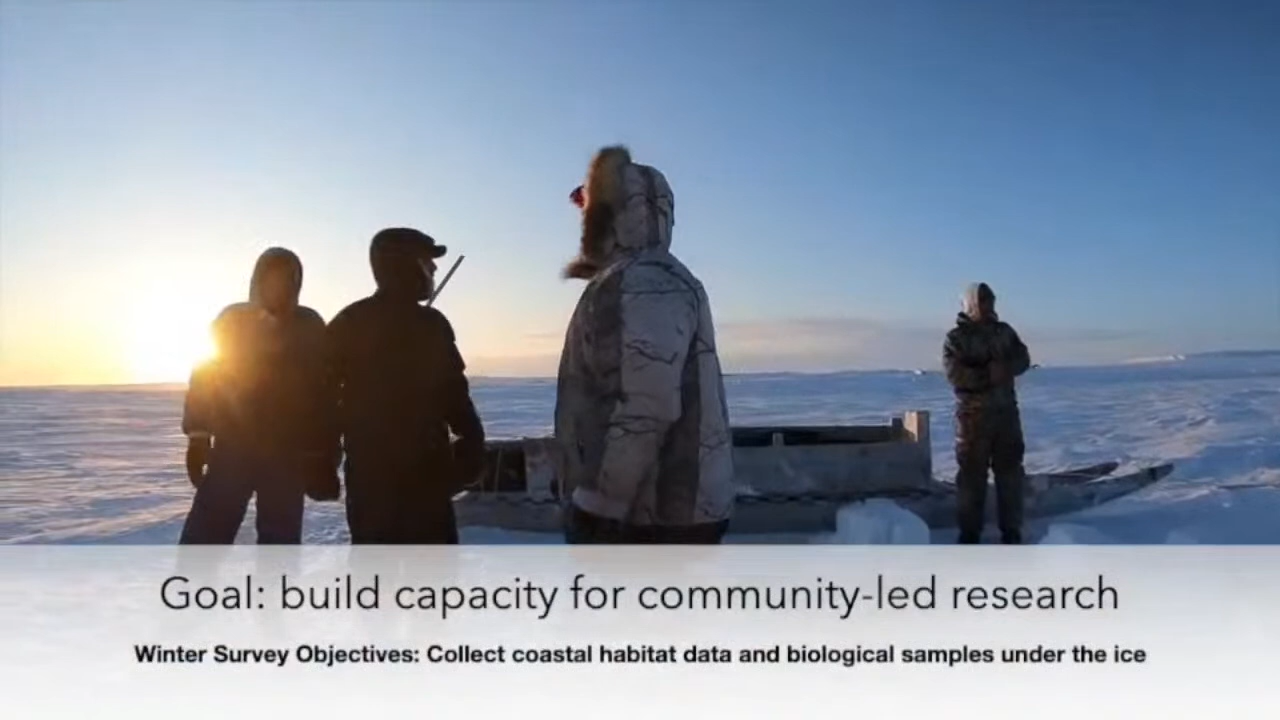 Goal: build capacity for community-led research
Winter Survey Objectives: Collect coastal habitat data and biological samples under the ice